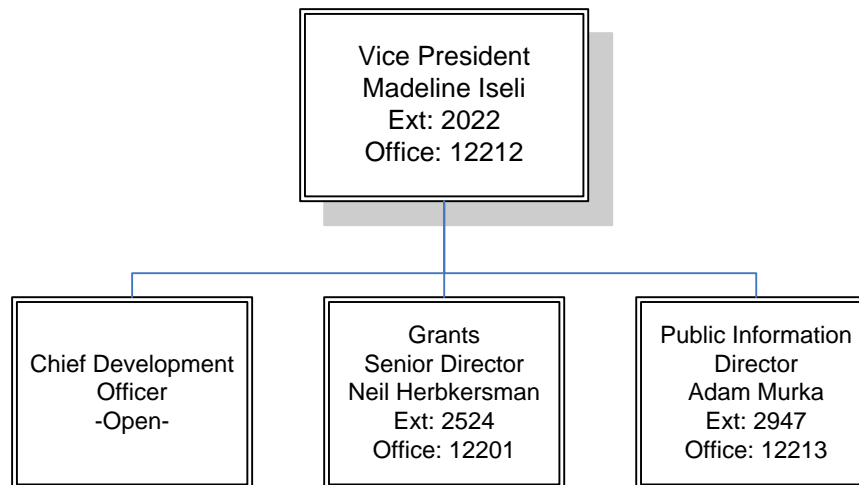 Vice President
Madeline Iseli
Ext: 2022
Office: 12212
Chief Development
Officer
-Open-
Grants
Senior Director
Neil Herbkersman
Ext: 2524
Office: 12201
Public Information
Director
Adam Murka
Ext: 2947
Office: 12213